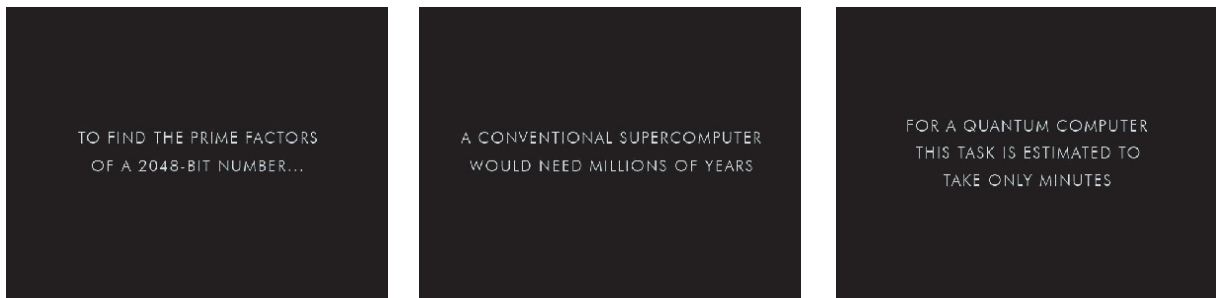 TO FIND THE PRIME FACTORS
OF A 2048-BIT NUMBER...
A CONVENTIONAL SUPERCOMPUTER
WOULD NEED MILLIONS OF YEARS
FOR A QUANTUM COMPUTER
THIS TASK IS ESTIMATED TO
TAKE ONLY MINUTES